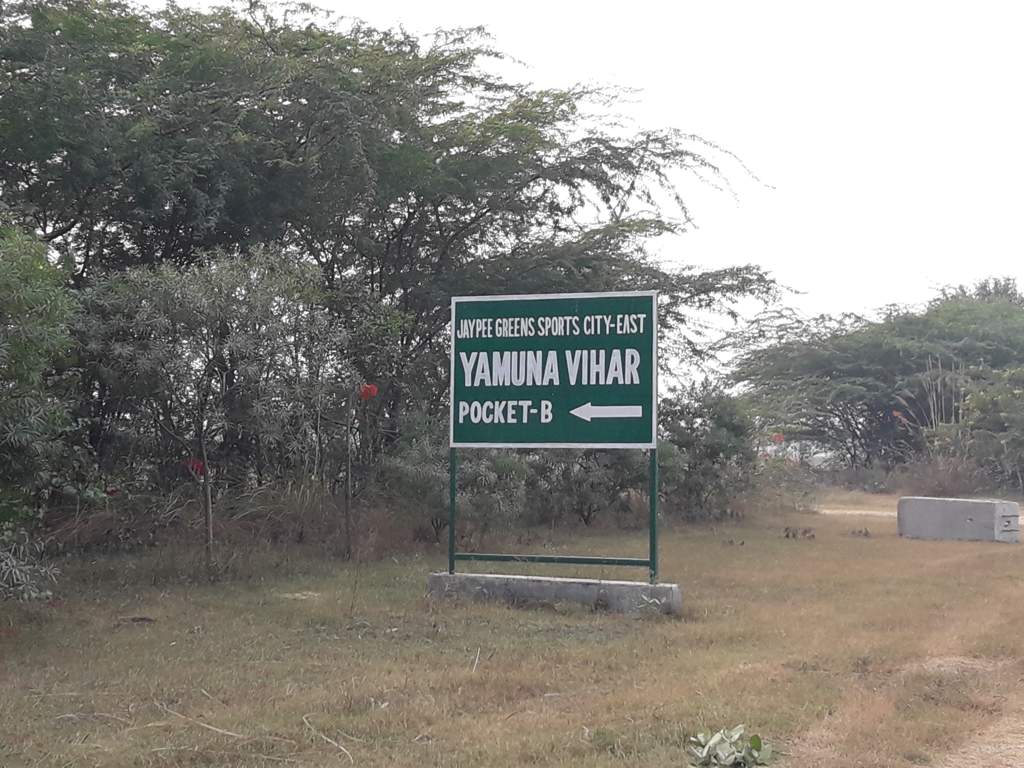 JAYPEE GREENS SPORTS CITY-EAST
YAMUNA VIHAR
POCKET-B